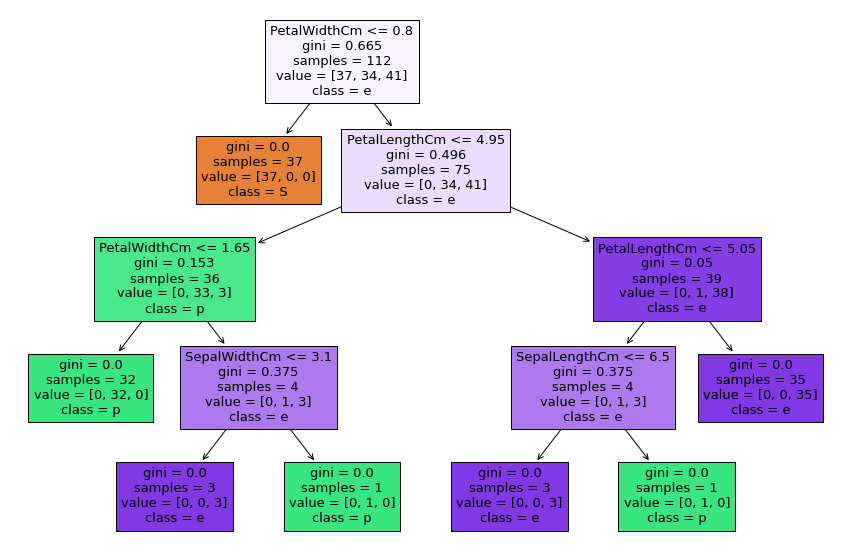 PetalWidthCm <= 0.8
gini = 0.665
samples = 112
value = [37, 34, 41]
class = e
gini = 0.0
samples = 37
value = [37, 0, 0]
class = S
PetalLengthCm <= 4.95
gini = 0.496
samples = 75
value = [0, 34, 41]
class = e
PetalWidthCm <= 1.65
gini = 0.153
samples = 36
value = [0, 33, 3]
class = p
PetalLengthCm <= 5.05
gini = 0.05
samples = 39
value = [0, 1, 38]
class = e
gini = 0.0
samples = 32
value = [0, 32, 0]
class = p
SepalWidthCm <= 3.1
gini = 0.375
samples = 4
value = [0, 1, 3]
class = e
SepalLengthCm <= 6.5
gini = 0.375
samples = 4
value = [0, 1, 3]
class = e
gini = 0.0
samples = 35
value = [0, 0, 35]
class = e
gini = 0.0
samples = 3
value = [0, 0, 3]
class = e
gini = 0.0
samples = 1
value = [0, 1, 0]
class = p
gini = 0.0
samples = 3
value = [0, 0, 3]
class = e
gini = 0.0
samples = 1
value = [0, 1, 0]
class = p